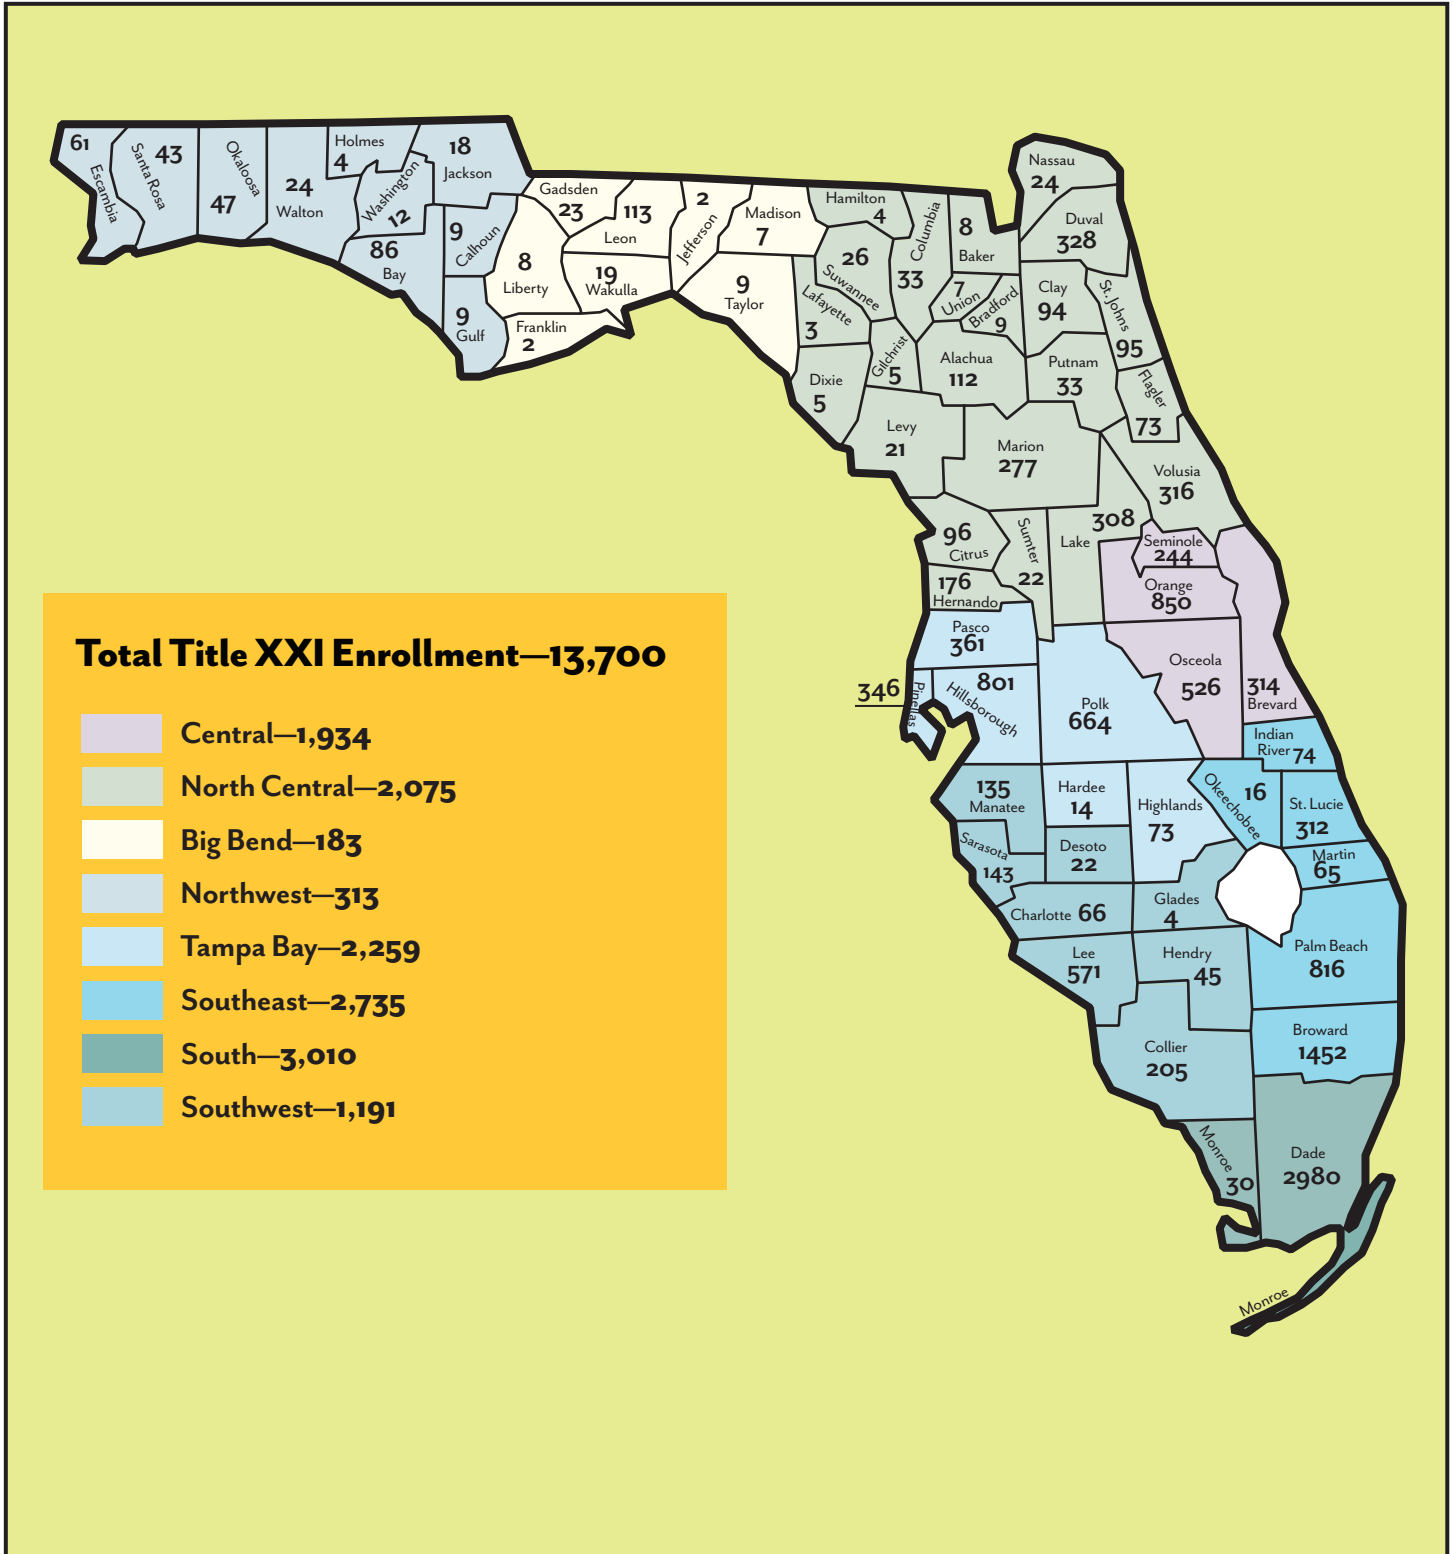 61
Escambia
Santa Rosa
43
Okaloosa
47
24
Walton
Holmes
4
Washington
12
18
Jackson
86
Bay
9
Calhoun
9
Gulf
Gadsden
23
8
Liberty
Franklin
2
113
Leon
19
Wakulla
2
Jefferson
Madison
7
9
Taylor
Hamilton
4
26
Suwannee
Lafayette
3
Columbia
33
8
Baker
Nassau
24
Duval
328
7
Union
Bradford
9
Clay
94
St. Johns
95
Dixie
5
Gilchrist
5
Alachua
112
Putnam
33
Flagler
73
Levy
21
Marion
277
Volusia
316
96
Citrus
Sumter
22
308
Lake
Seminole
244
176
Hernando
Orange
850
Pasco
361
346
Pinellas
801
Hillsborough
Polk
664
Osceola
526
314
Brevard
Indian
River 74
135
Manatee
Hardee
14
Highlands
73
Okeechobee
16
St. Lucie
312
Sarasota
143
Desoto
22
Martin
65
Charlotte 66
Glades
4
Lee
571
Hendry
45
Palm Beach
816
Collier
205
Broward
1452
Monroe
30
Dade
2980
Monroe
Total Title XXI Enrollment—13,700
Central—1,934
North Central—2,075
Big Bend—183
Northwest—313
Tampa Bay—2,259
Southeast—2,735
South—3,010
Southwest—1,191